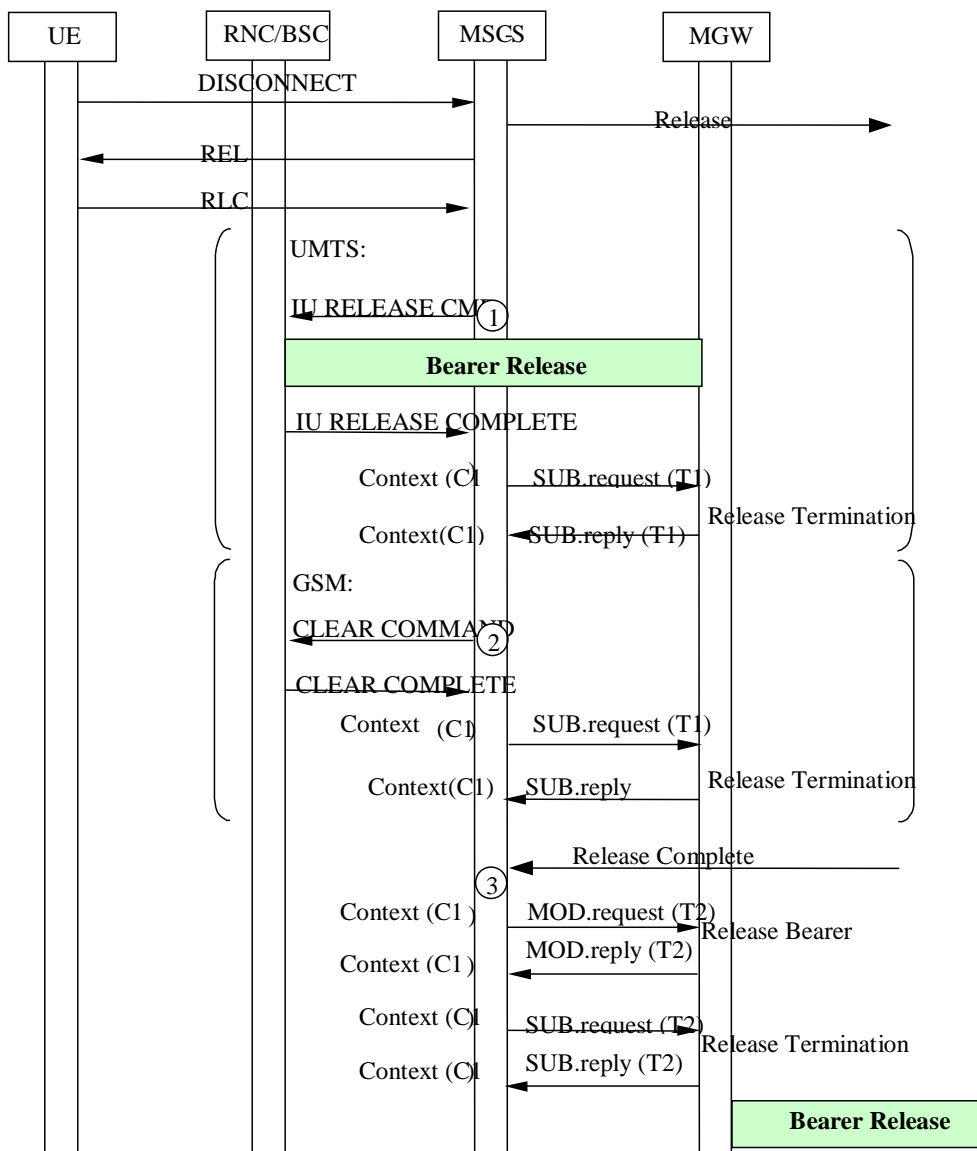 UE
RNC/BSC
MSC-S
MGW
DISCONNECT
Release
REL
RLC
UMTS:
IU RELEASE CMD
1
Bearer Release
IU RELEASE COMPLETE
Context (C1)
SUB.request (T1)
Context(C1)
SUB.reply (T1)
Release Termination
GSM:
CLEAR COMMAND
2
CLEAR COMPLETE
Context (C1)
SUB.request (T1)
Context(C1)
SUB.reply
Release Termination
Release Complete
3
Context (C1)
MOD.request (T2)
Release Bearer
Context (C1)
MOD.reply (T2)
Context (C1
SUB.request (T2)
Release Termination
Context (C1
SUB.reply (T2)
Bearer Release